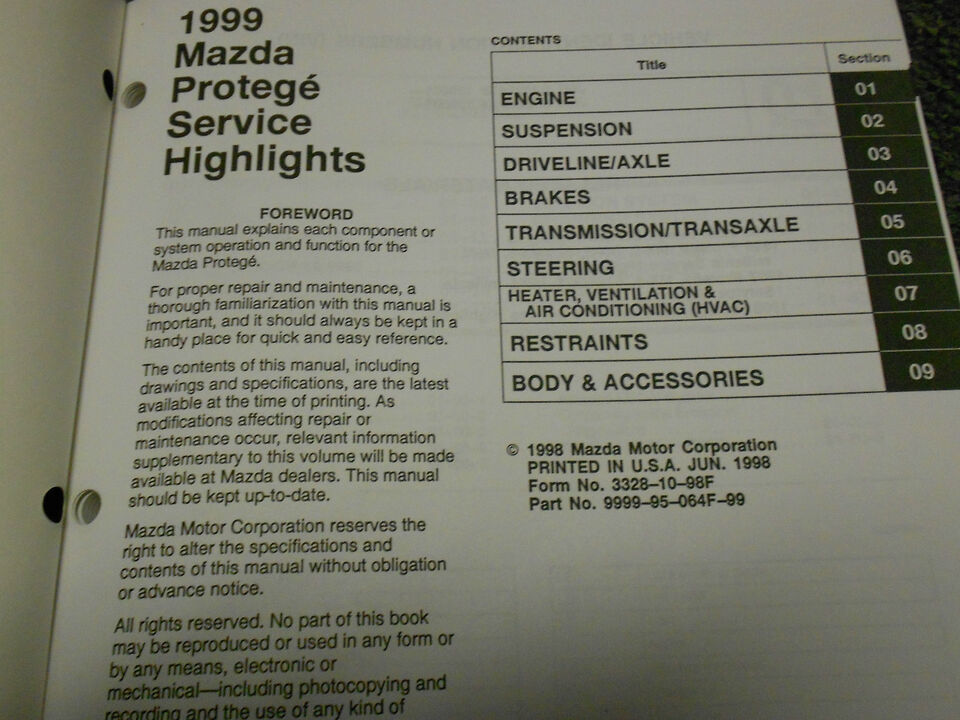 1999
Mazda
Protegé
Service
Highlights
FOREWORD
This manual explains each component or
system operation and function for the
Mazda Protegé.
For proper repair and maintenance, a
thorough familiarization with this manual is
important, and it should always be kept in a
handy place for quick and easy reference.
The contents of this manual, including
drawings and specifications, are the latest
available at the time of printing. As
modifications affecting repair or
maintenance occur, relevant information
supplementary to this volume will be made
available at Mazda dealers. This manual
should be kept up-to-date.
Mazda Motor Corporation reserves the
right to alter the specifications and
contents of this manual without obligation
or advance notice.
All rights reserved. No part of this book
may be reproduced or used in any form or
by any means, electronic or
mechanical—including photocopying and
recording and the use of any kind of
CONTENTS
Title Section
ENGINE 01
SUSPENSION 02
DRIVELINE/AXLE 03
BRAKES 04
TRANSMISSION/TRANSAXLE 05
STEERING 06
HEATER, VENTILATION &
AIR CONDITIONING (HVAC) 07
RESTRAINTS 08
BODY & ACCESSORIES 09
© 1998 Mazda Motor Corporation
PRINTED IN U.S.A. JUN. 1998
Form No. 3328–10–98F
Part No. 9999–95–064F–99